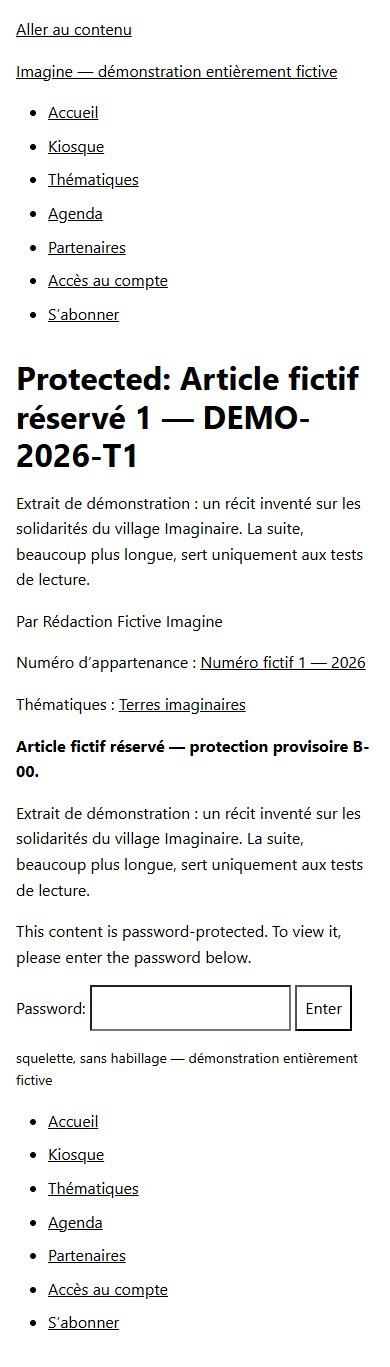 Aller au contenu
Imagine — démonstration entièrement fictive
Accueil
Kiosque
Thématiques
Agenda
Partenaires
Accès au compte
S'abonner
Protected: Article fictif
réservé 1 — DEMO-
2026-T1
Extrait de démonstration : un récit inventé sur les
solidarités du village Imaginaire. La suite,
beaucoup plus longue, sert uniquement aux tests
de lecture.
Par Rédaction Fictive Imagine
Numéro d'appartenance : Numéro fictif 1 — 2026
Thématiques : Terres imaginaires
Article fictif réservé — protection provisoire B-
00.
Extrait de démonstration : un récit inventé sur les
solidarités du village Imaginaire. La suite,
beaucoup plus longue, sert uniquement aux tests
de lecture.
This content is password-protected. To view it,
please enter the password below.
Password: Enter
squelette, sans habillage — démonstration entièrement
fictive
Accueil
Kiosque
Thématiques
Agenda
Partenaires
Accès au compte
S'abonner